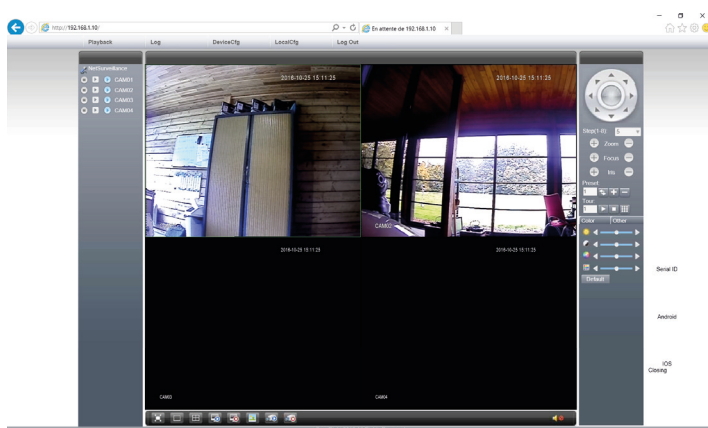 http://192.168.1.10/
En attente de 192.168.1.10
Playback Log DeviceCfg LocalCfg Log Out
NetSurveillance
CAM01
CAM02
CAM03
CAM04
2016-10-25 15:11:25
2016-10-25 15:11:25
CAM02
2016-10-25 15:11:25
2016-10-25 15:11:25
CAM03
CAM04
Step(1-8) 5
Zoom
Focus
Iris
Preset
1
Tour
1
Color Other
Default
Serial ID
Android
iOS
Closing